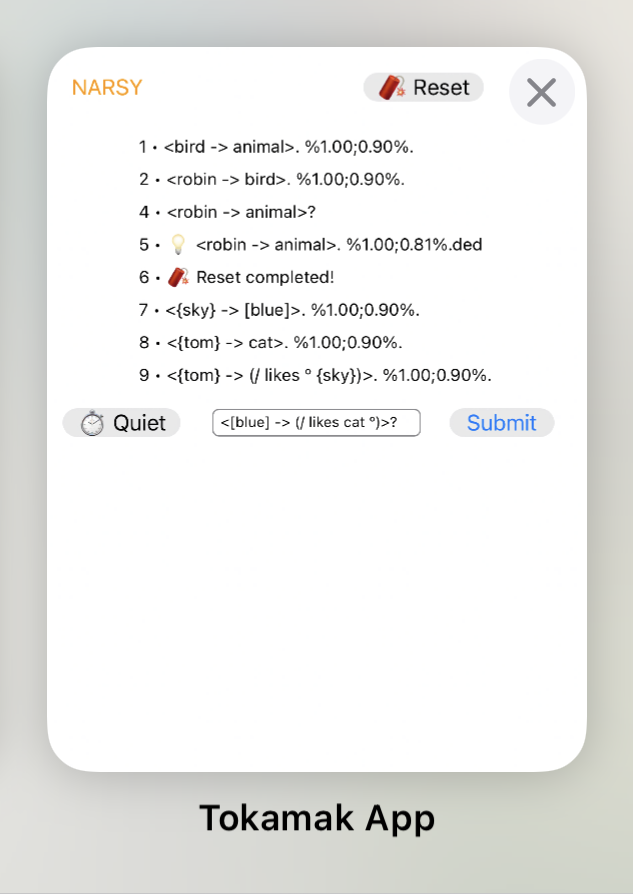 NARSY
🧨 Reset
1 • <bird -> animal>. %1.00;0.90%.
2 • <robin -> bird>. %1.00;0.90%.
4 • <robin -> animal>?
5 • 💡 <robin -> animal>. %1.00;0.81%.ded
6 • 🧨 Reset completed!
7 • <{sky} -> [blue]>. %1.00;0.90%.
8 • <{tom} -> cat>. %1.00;0.90%.
9 • <{tom} -> (/ likes º {sky})>. %1.00;0.90%.
⏱ Quiet
<[blue] -> (/ likes cat º)>?
Submit
Tokamak App